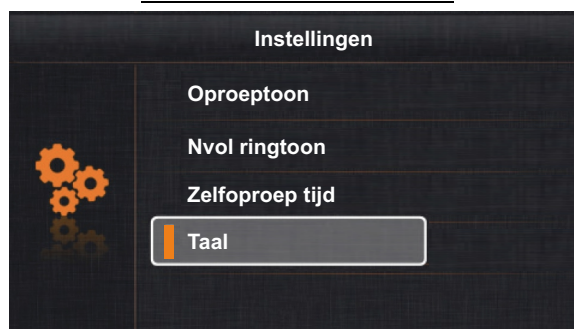 Instellingen
Oproeptoon
Nvol ringtoon
Zelfoproep tijd
Taal